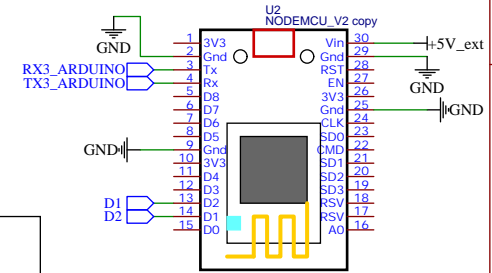 U2
NODEMCU_V2 copy
GND
1 3V3 Vin 30 +5V_ext
2 Gnd Gnd 29
RX3_ARDUINO 3 Tx RST 28 GND
TX3_ARDUINO 4 Rx EN 27
5 D8 3V3 26
6 D7 Gnd 25 GND
7 D6 CLK 24
8 D5 SD0 23
GND 9 Gnd CMD 22
10 3V3 SD1 21
11 D4 SD2 20
12 D3 SD3 19
D1 13 D2 RSV 18
D2 14 D1 RSV 17
15 D0 A0 16